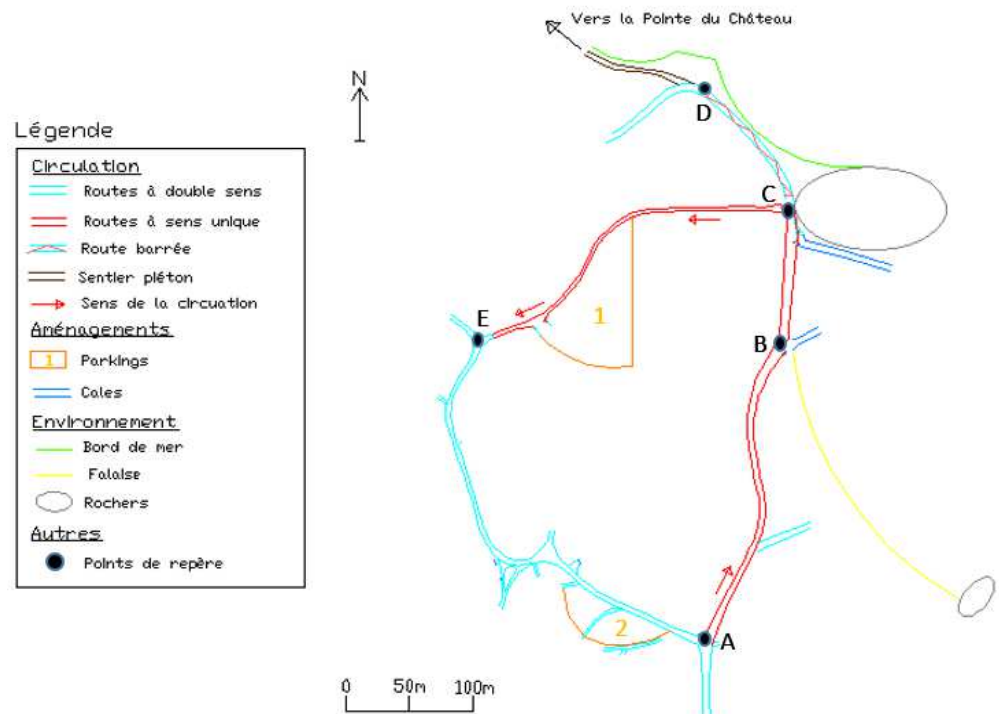 Vers la Pointe du Château
N
D
Légende
Circulation
Routes à double sens
Routes à sens unique
Route barrée
Sentier piéton
Sens de la circuation
Aménagements
1 Parkings
Cales
Environnement
Bord de mer
Falaise
Rochers
Autres
Points de repère
C
1
E
B
2
A
0 50m 100m